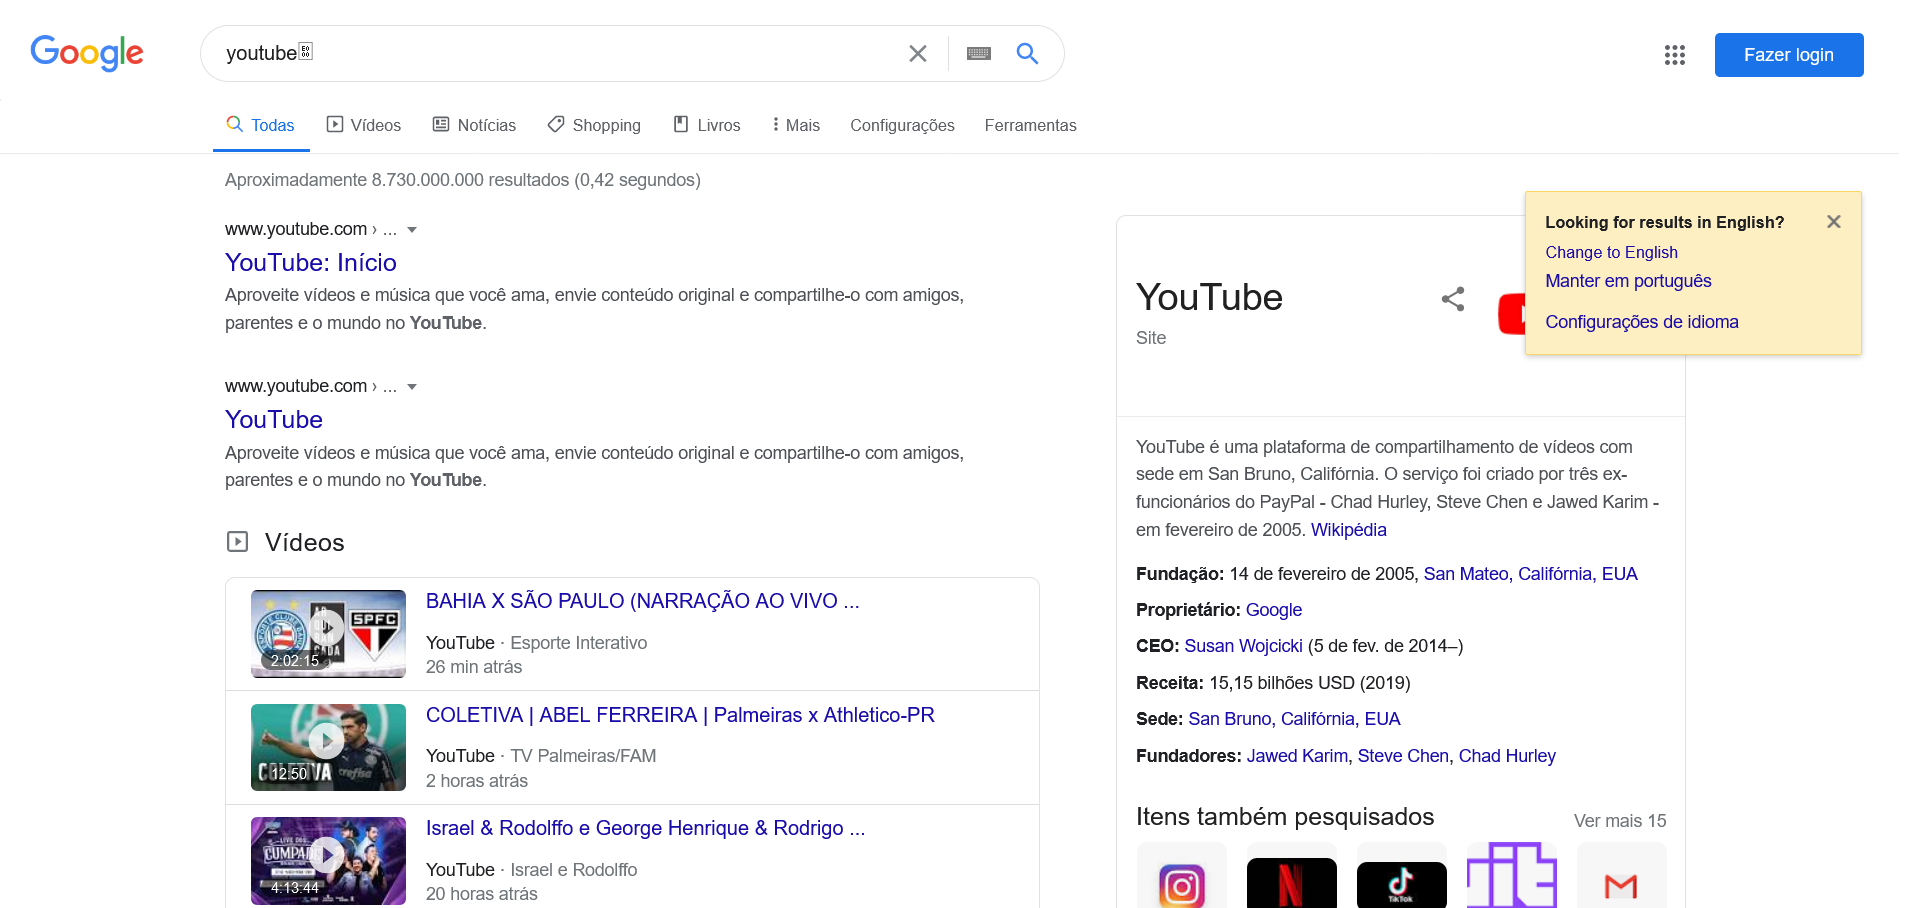 Google
youtube
Fazer login
Todas
Vídeos
Notícias
Shopping
Livros
Mais
Configurações
Ferramentas
Aproximadamente 8.730.000.000 resultados (0,42 segundos)
www.youtube.com › ...
YouTube: Início
Aproveite vídeos e música que você ama, envie conteúdo original e compartilhe-o com amigos,
parentes e o mundo no YouTube.
www.youtube.com › ...
YouTube
Aproveite vídeos e música que você ama, envie conteúdo original e compartilhe-o com amigos,
parentes e o mundo no YouTube.
Vídeos
SPFC
2:02:15
BAHIA X SÃO PAULO (NARRAÇÃO AO VIVO ...
YouTube · Esporte Interativo
26 min atrás
COLETIVA
crefisa
12:50
COLETIVA | ABEL FERREIRA | Palmeiras x Athletico-PR
YouTube · TV Palmeiras/FAM
2 horas atrás
LIVE DOS
CUMPADI
4:13:44
Israel & Rodolffo e George Henrique & Rodrigo ...
YouTube · Israel e Rodolffo
20 horas atrás
Looking for results in English?
Change to English
Manter em português
Configurações de idioma
YouTube
Site
YouTube é uma plataforma de compartilhamento de vídeos com
sede em San Bruno, Califórnia. O serviço foi criado por três ex-
funcionários do PayPal - Chad Hurley, Steve Chen e Jawed Karim -
em fevereiro de 2005. Wikipédia
Fundação: 14 de fevereiro de 2005, San Mateo, Califórnia, EUA
Proprietário: Google
CEO: Susan Wojcicki (5 de fev. de 2014–)
Receita: 15,15 bilhões USD (2019)
Sede: San Bruno, Califórnia, EUA
Fundadores: Jawed Karim, Steve Chen, Chad Hurley
Itens também pesquisados
Ver mais 15
N
TikTok